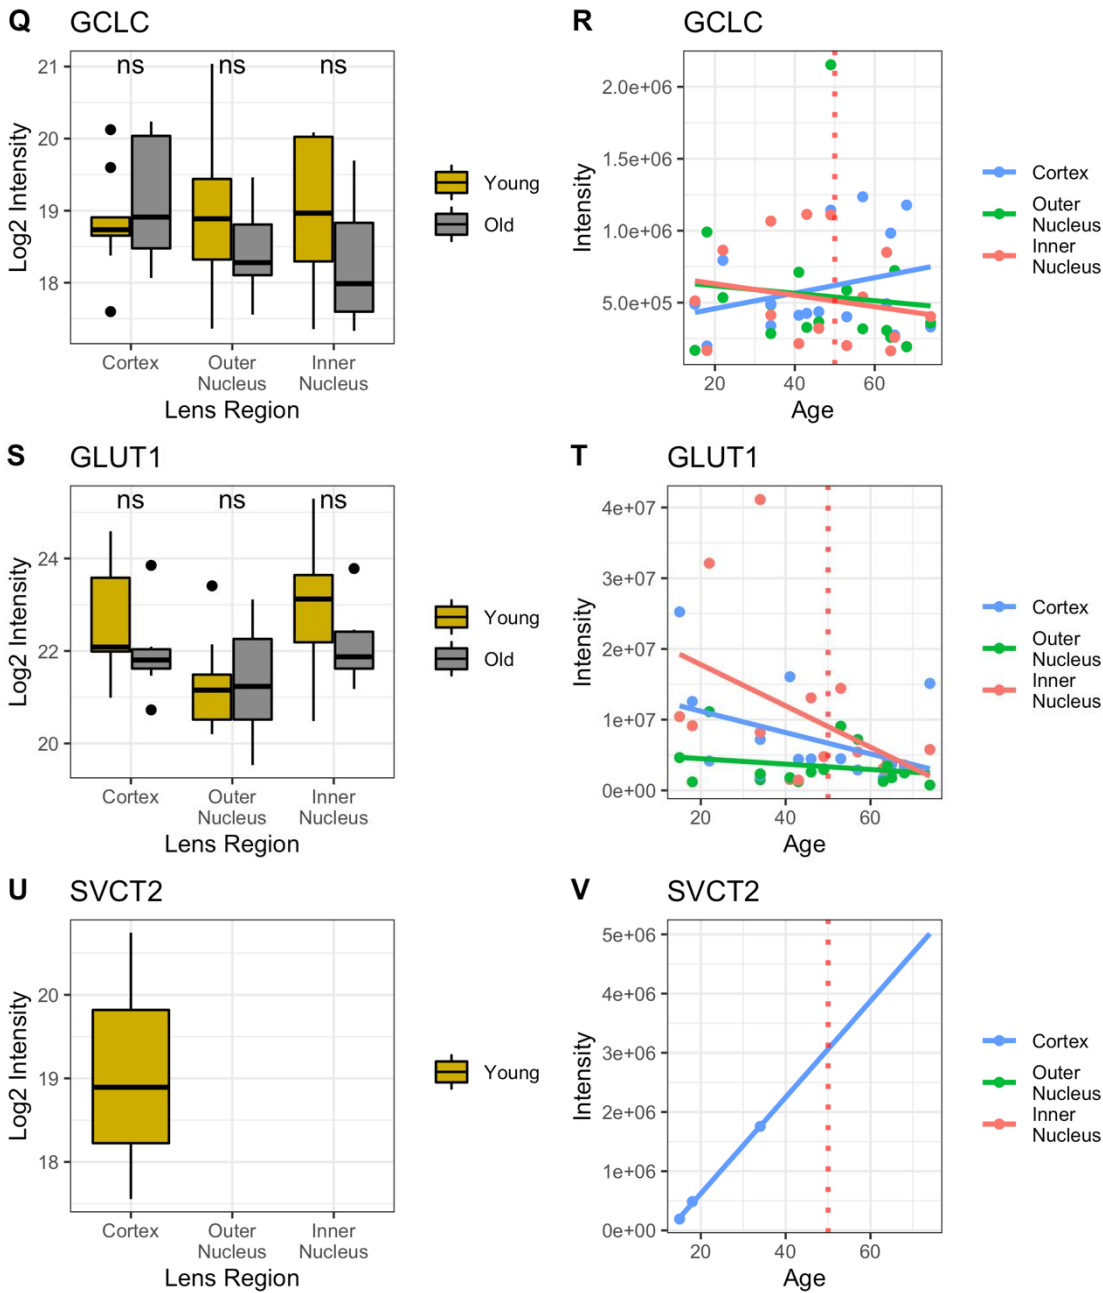 Q GCLC
Log2 Intensity
21
20
19
18
ns ns ns
Cortex
Outer
Nucleus
Inner
Nucleus
Lens Region
Young
Old
R GCLC
Intensity
2.0e+06
1.5e+06
1.0e+06
5.0e+05
20 40 60
Age
Cortex
Outer
Nucleus
Inner
Nucleus
S GLUT1
Log2 Intensity
24
22
20
ns ns ns
Cortex
Outer
Nucleus
Inner
Nucleus
Lens Region
Young
Old
T GLUT1
Intensity
4e+07
3e+07
2e+07
1e+07
0e+00
20 40 60
Age
Cortex
Outer
Nucleus
Inner
Nucleus
U SVCT2
Log2 Intensity
20
19
18
Cortex
Outer
Nucleus
Inner
Nucleus
Lens Region
Young
V SVCT2
Intensity
5e+06
4e+06
3e+06
2e+06
1e+06
0e+00
20 40 60
Age
Cortex
Outer
Nucleus
Inner
Nucleus